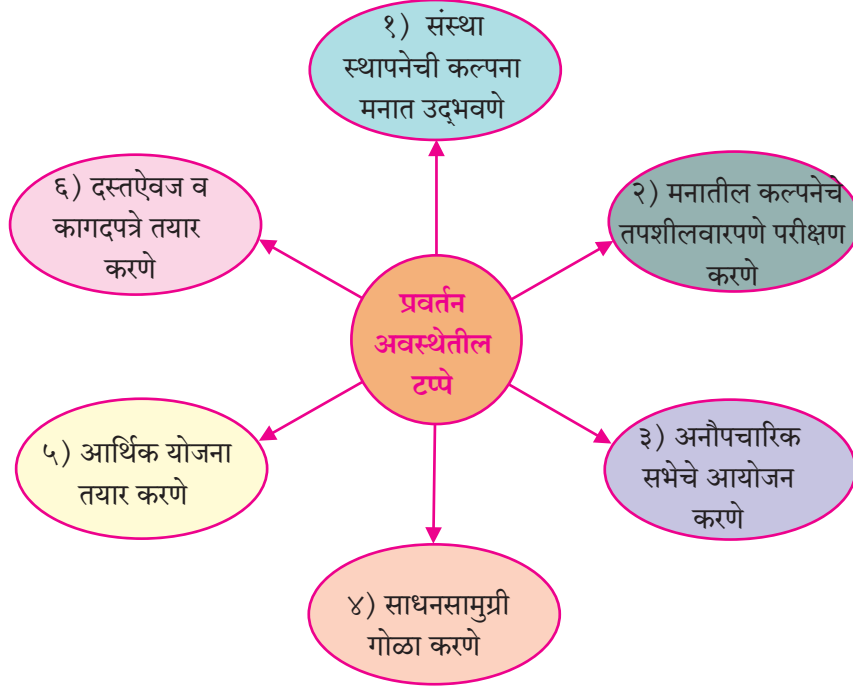 १) संस्था
स्थापनेची कल्पना
मनात उद्‌भवणे
२) मनातील कल्पनेचे
तपशीलवारपणे परीक्षण
करणे
३) अनौपचारिक
सभेचे आयोजन
करणे
४) साधनसामुग्री
गोळा करणे
५) आर्थिक योजना
तयार करणे
६) दस्तऐवज व
कागदपत्रे तयार
करणे
प्रवर्तन
अवस्थेतील
टप्पे